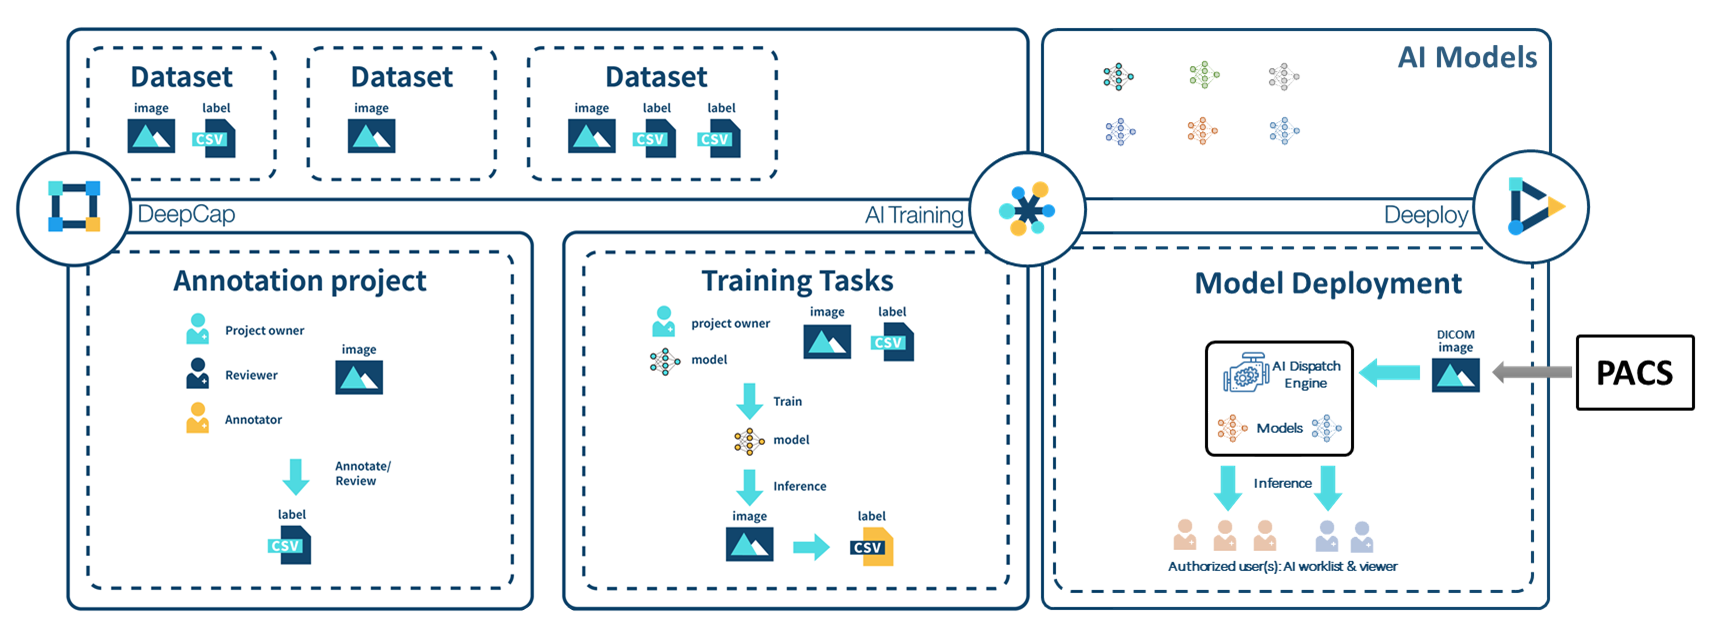 Dataset
image
label
CSV
Dataset
image
Dataset
image
label
label
CSV
CSV
AI Models
DeepCap
AI Training
Deeploy
Annotation project
Project owner
Reviewer
Annotator
image
Annotate/
Review
label
CSV
Training Tasks
project owner
model
image
label
CSV
Train
model
Inference
image
label
CSV
Model Deployment
AI Dispatch
Engine
Models
DICOM
image
PACS
Inference
Authorized user(s): AI worklist & viewer